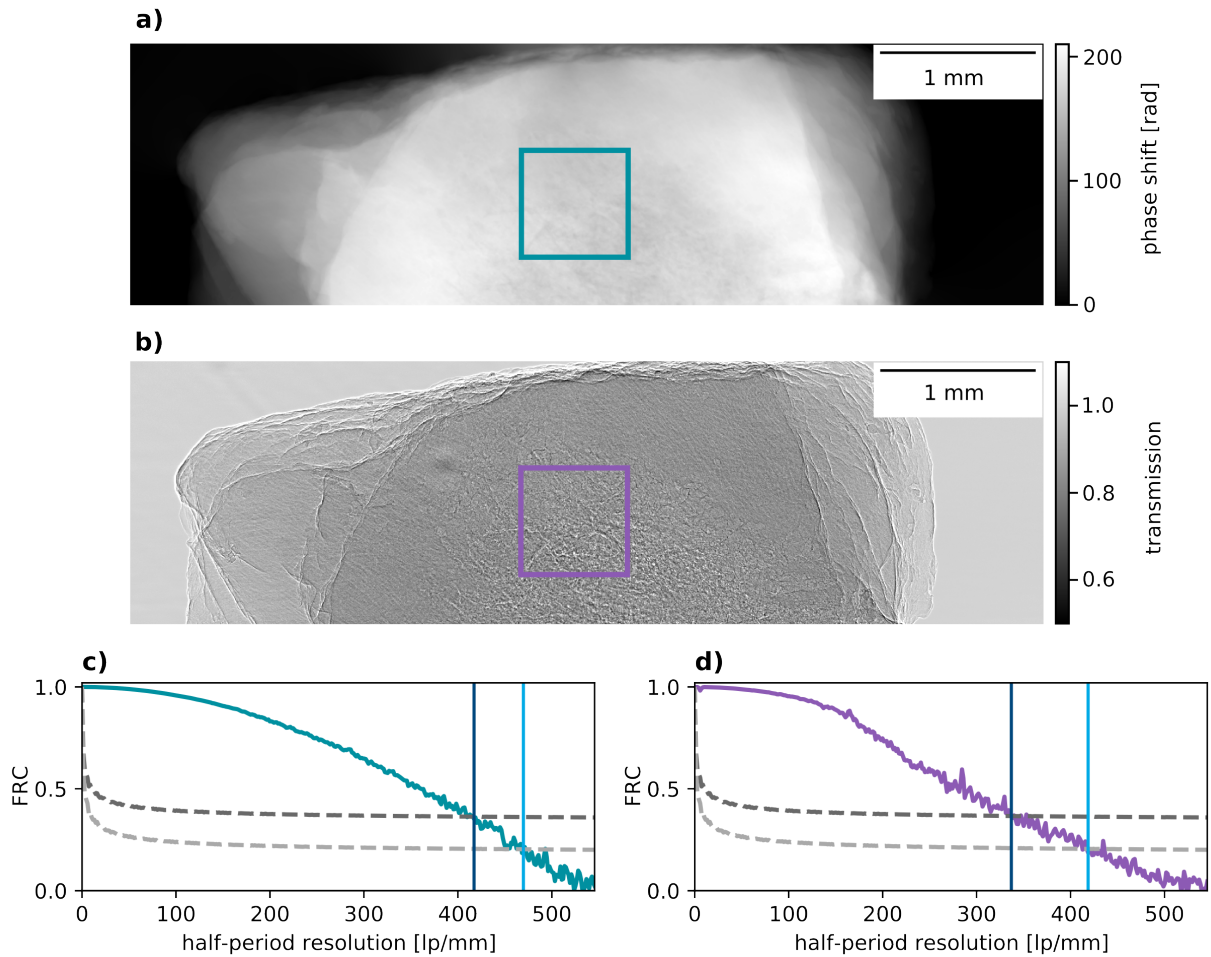 a)
1 mm
200
100
0
phase shift [rad]
b)
1 mm
1.0
0.8
0.6
transmission
c)
1.0
0.5
0.0
FRC
0
100
200
300
400
500
half-period resolution [lp/mm]
d)
1.0
0.5
0.0
FRC
0
100
200
300
400
500
half-period resolution [lp/mm]